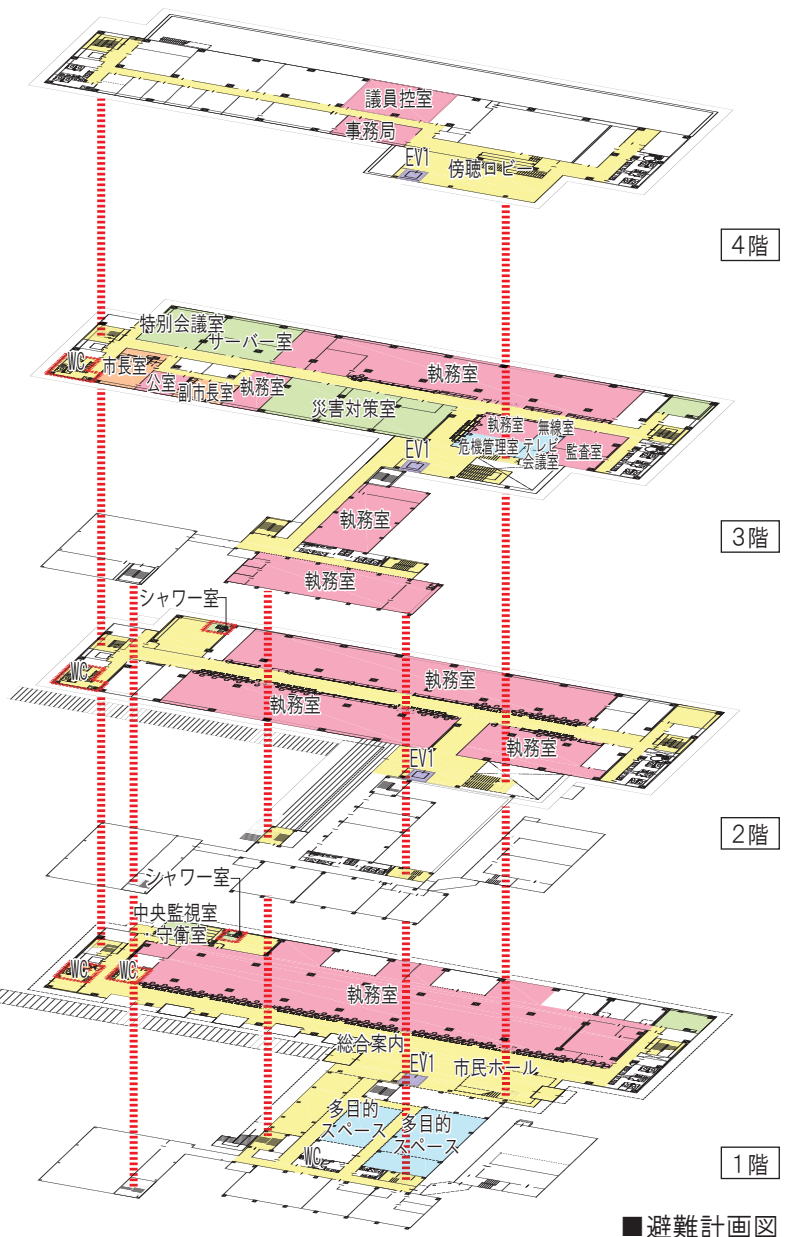 議員控室
事務局
EV1
傍聴ロビー
4階
特別会議室
サーバー室
WC
市長室
公室
副市長室
執務室
執務室
災害対策室
執務室
無線室
危機管理室
テレビ
会議室
監査室
EV1
執務室
3階
執務室
シャワー室
WC
執務室
執務室
執務室
EV1
2階
シャワー室
中央監視室
・守衛室
WC
WC
執務室
総合案内
EV1
市民ホール
多目的
スペース
多目的
スペース
WC
1階
■避難計画図